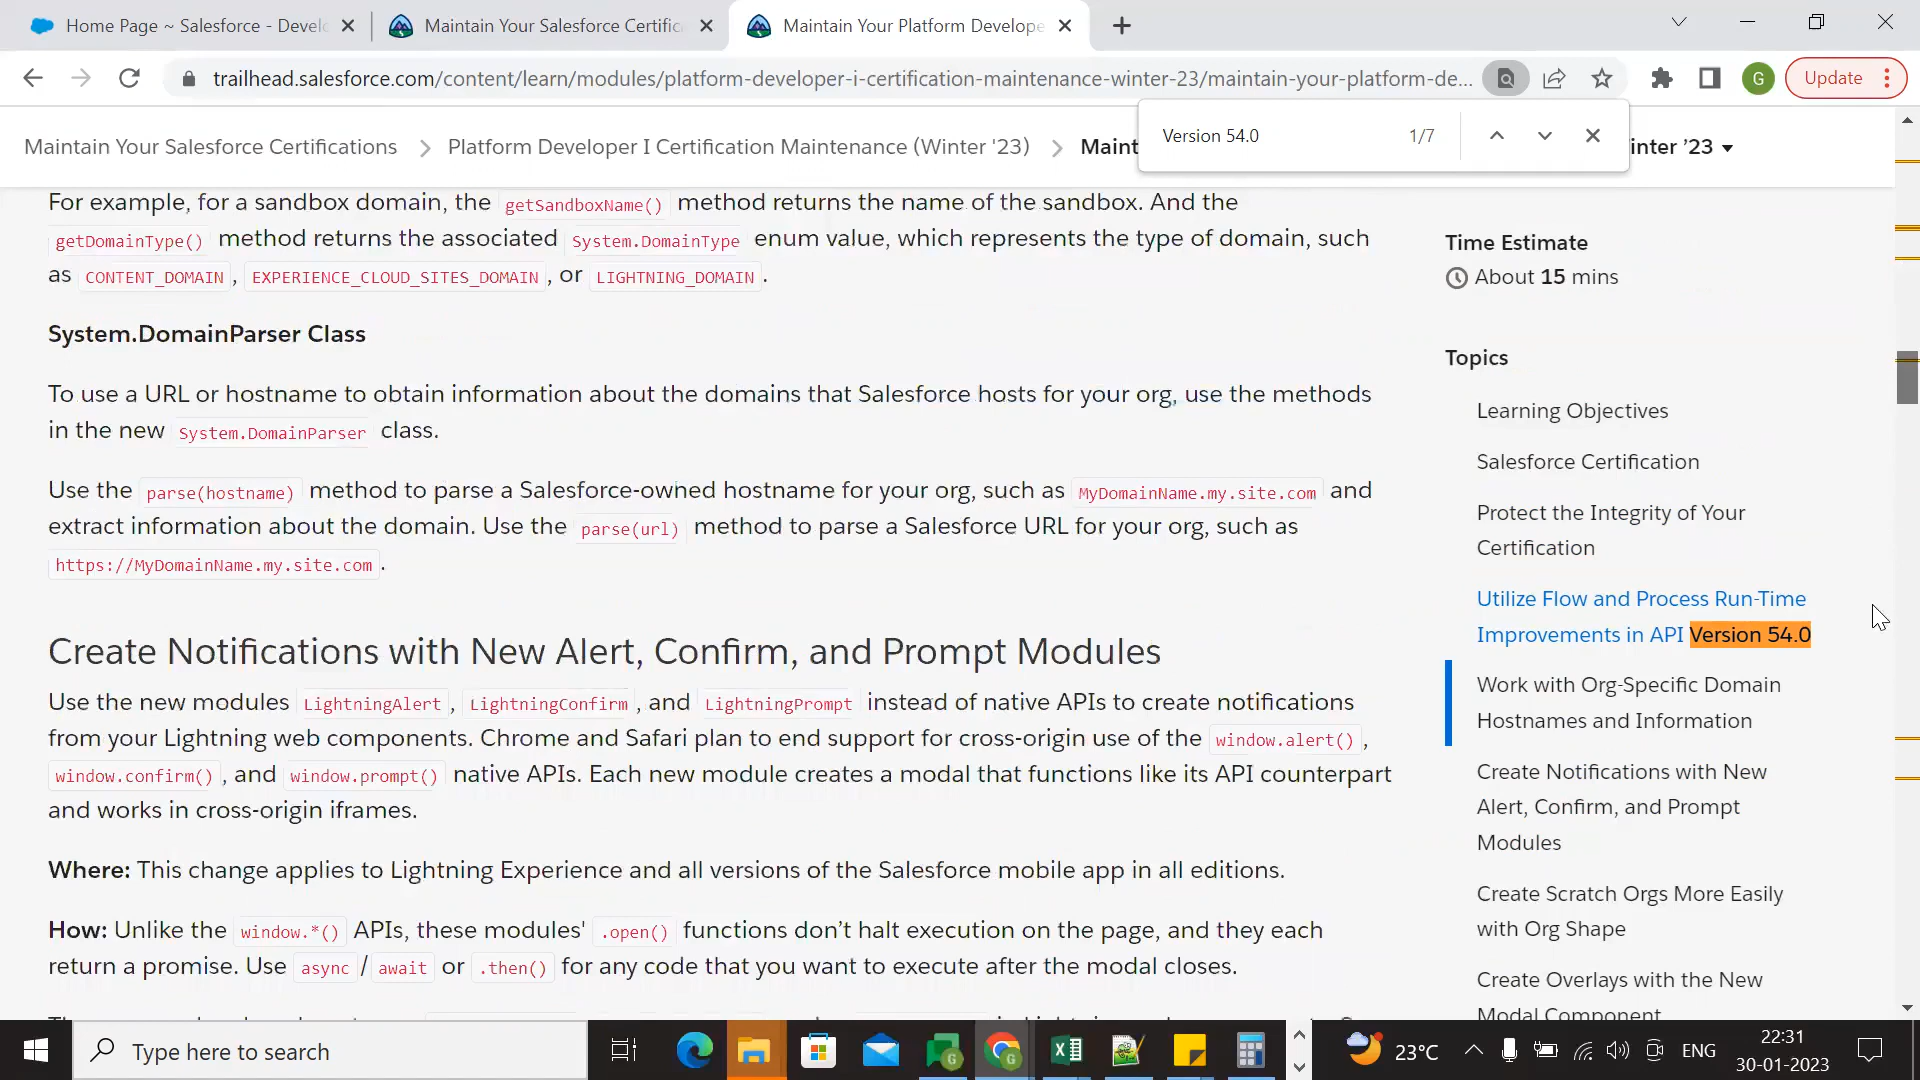 Home Page ~ Salesforce - Devel
Maintain Your Salesforce Certific
Maintain Your Platform Develope
trailhead.salesforce.com/content/learn/modules/platform-developer-i-certification-maintenance-winter-23/maintain-your-platform-de...
G
Update
Version 54.0
1/7
Maintain Your Salesforce Certifications
Platform Developer I Certification Maintenance (Winter '23)
Maint
inter '23
For example, for a sandbox domain, the getSandboxName() method returns the name of the sandbox. And the
getDomainType() method returns the associated System.DomainType enum value, which represents the type of domain, such
as CONTENT_DOMAIN, EXPERIENCE_CLOUD_SITES_DOMAIN, or LIGHTNING_DOMAIN.
System.DomainParser Class
To use a URL or hostname to obtain information about the domains that Salesforce hosts for your org, use the methods
in the new System.DomainParser class.
Use the parse(hostname) method to parse a Salesforce-owned hostname for your org, such as MyDomainName.my.site.com and
extract information about the domain. Use the parse(url) method to parse a Salesforce URL for your org, such as
https://MyDomainName.my.site.com.
Create Notifications with New Alert, Confirm, and Prompt Modules
Use the new modules LightningAlert, LightningConfirm, and LightningPrompt instead of native APIs to create notifications
from your Lightning web components. Chrome and Safari plan to end support for cross-origin use of the window.alert(),
window.confirm(), and window.prompt() native APIs. Each new module creates a modal that functions like its API counterpart
and works in cross-origin iframes.
Where: This change applies to Lightning Experience and all versions of the Salesforce mobile app in all editions.
How: Unlike the window.*() APIs, these modules' .open() functions don't halt execution on the page, and they each
return a promise. Use async / await or .then() for any code that you want to execute after the modal closes.
Time Estimate
About 15 mins
Topics
Learning Objectives
Salesforce Certification
Protect the Integrity of Your
Certification
Utilize Flow and Process Run-Time
Improvements in API Version 54.0
Work with Org-Specific Domain
Hostnames and Information
Create Notifications with New
Alert, Confirm, and Prompt
Modules
Create Scratch Orgs More Easily
with Org Shape
Create Overlays with the New
Modal Component
Type here to search
23°C
ENG
22:31
30-01-2023